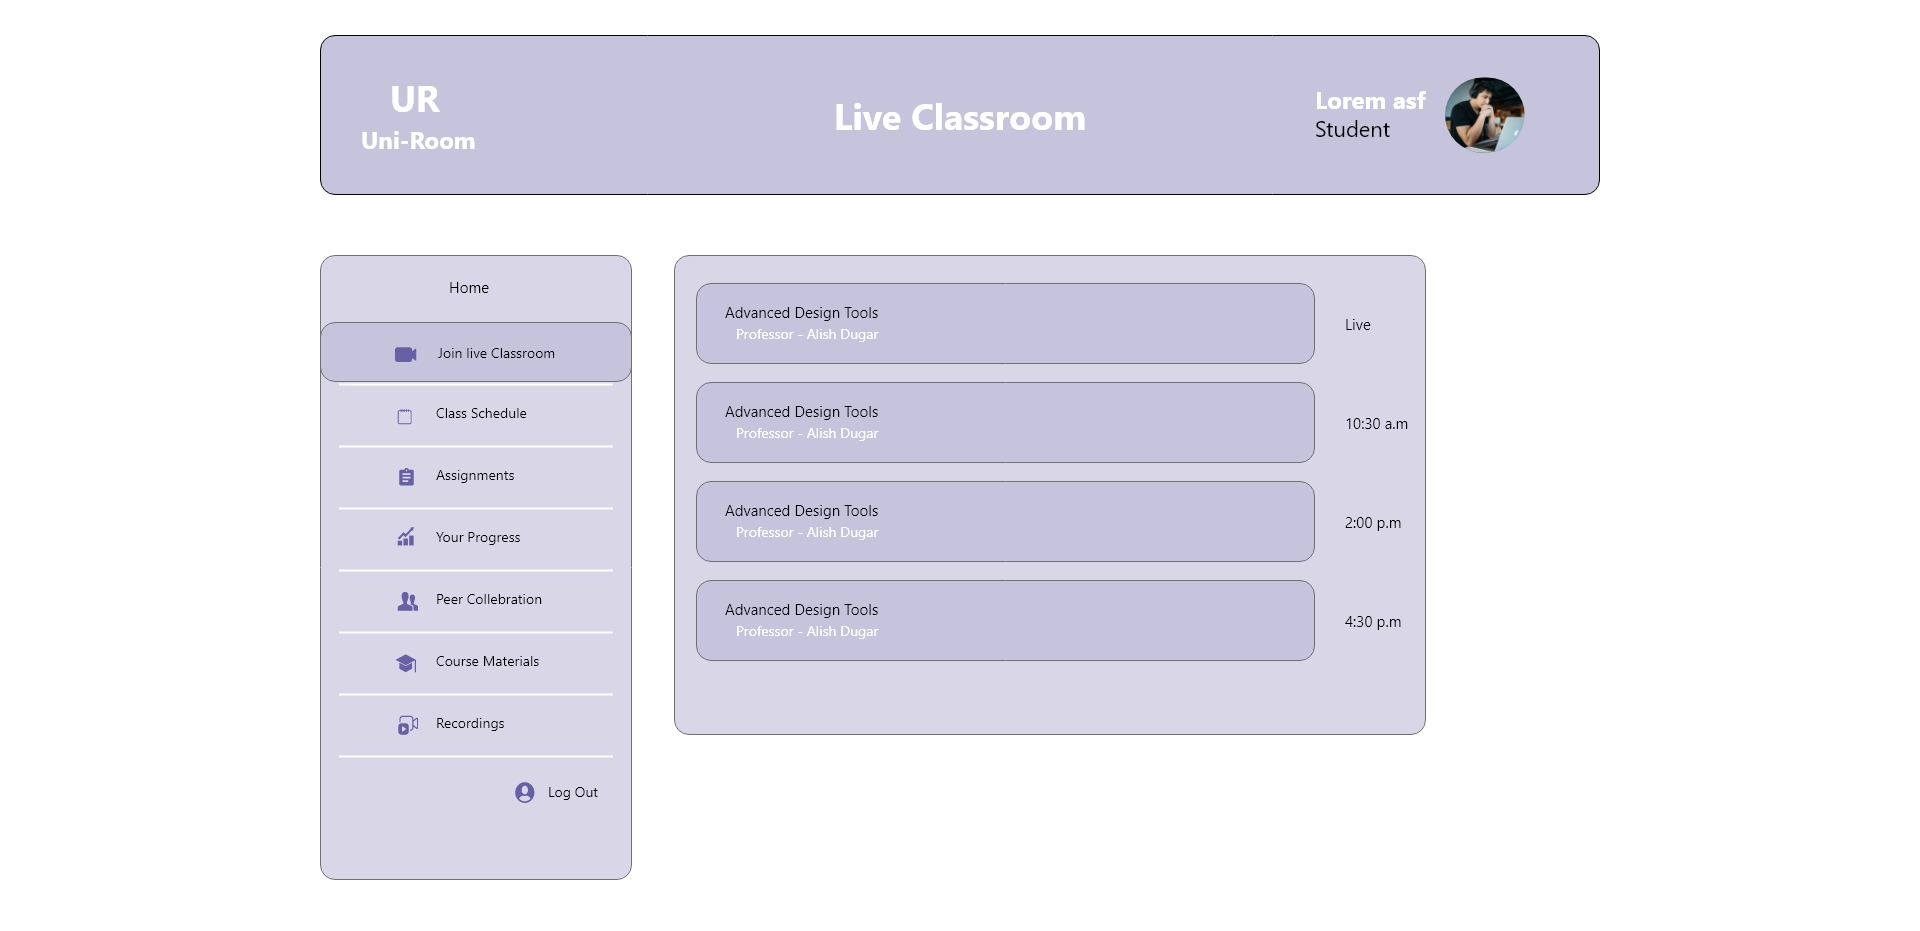 UR
Uni-Room
Live Classroom
Lorem asf
Student
Home
Join live Classroom
Class Schedule
Assignments
Your Progress
Peer Collebration
Course Materials
Recordings
Log Out
Advanced Design Tools
Professor - Alish Dugar
Live
Advanced Design Tools
Professor - Alish Dugar
10:30 a.m
Advanced Design Tools
Professor - Alish Dugar
2:00 p.m
Advanced Design Tools
Professor - Alish Dugar
4:30 p.m